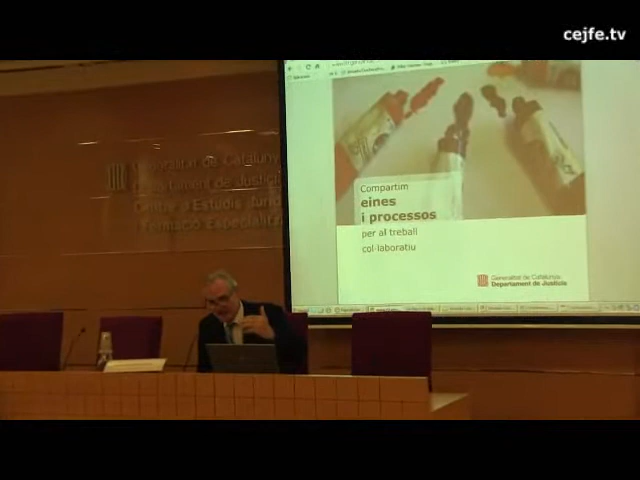 cejfe.tv
Generalitat de Catalunya
Departament de Justícia
Centre d'Estudis Jurídics
i Formació Especialitzada
Compartim
eines
i processos
per al treball
col·laboratiu
Generalitat de Catalunya
Departament de Justícia